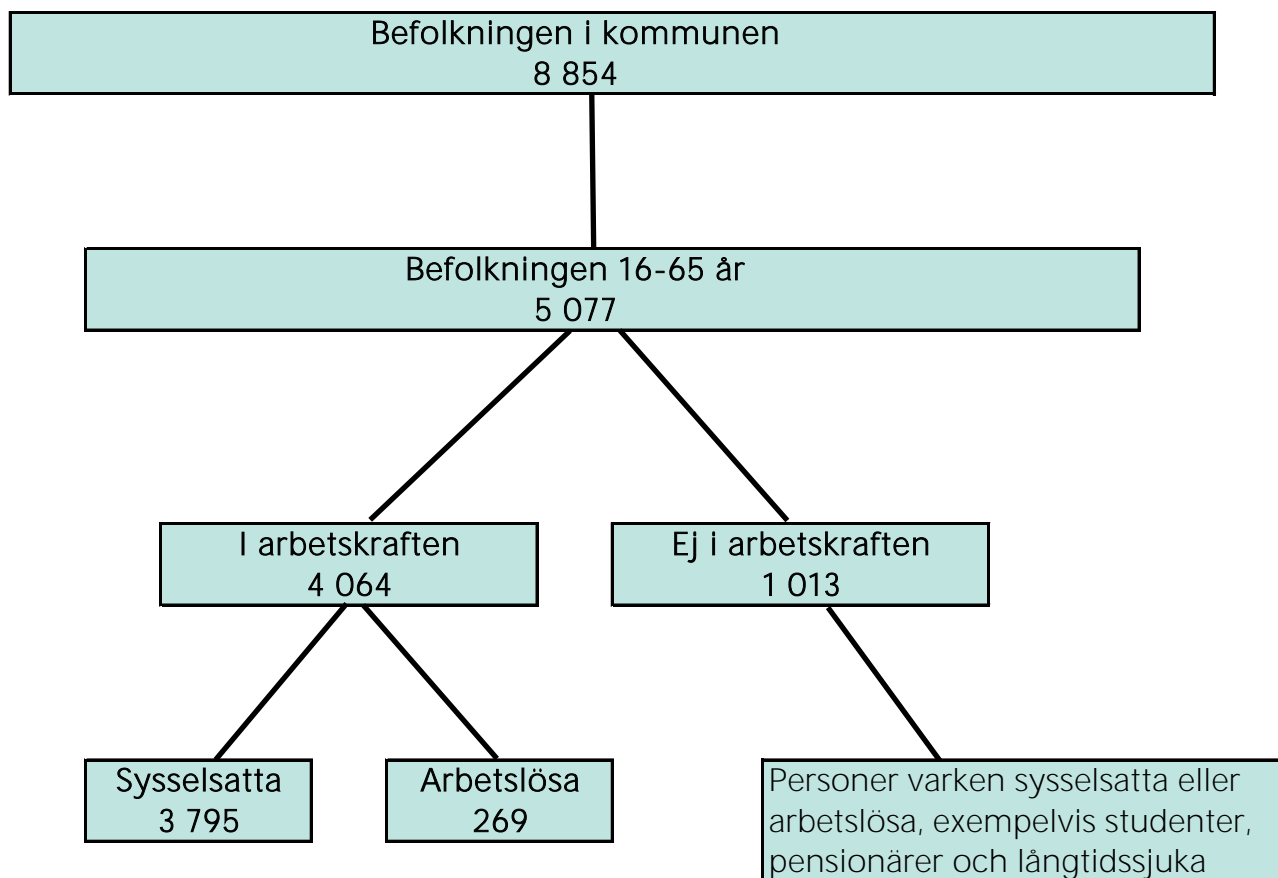 Befolkningen i kommunen
8 854
Befolkningen 16-65 år
5 077
I arbetskraften
4 064
Ej i arbetskraften
1 013
Sysselsatta
3 795
Arbetslösa
269
Personer varken sysselsatta eller
arbetslösa, exempelvis studenter,
pensionärer och långtidssjuka